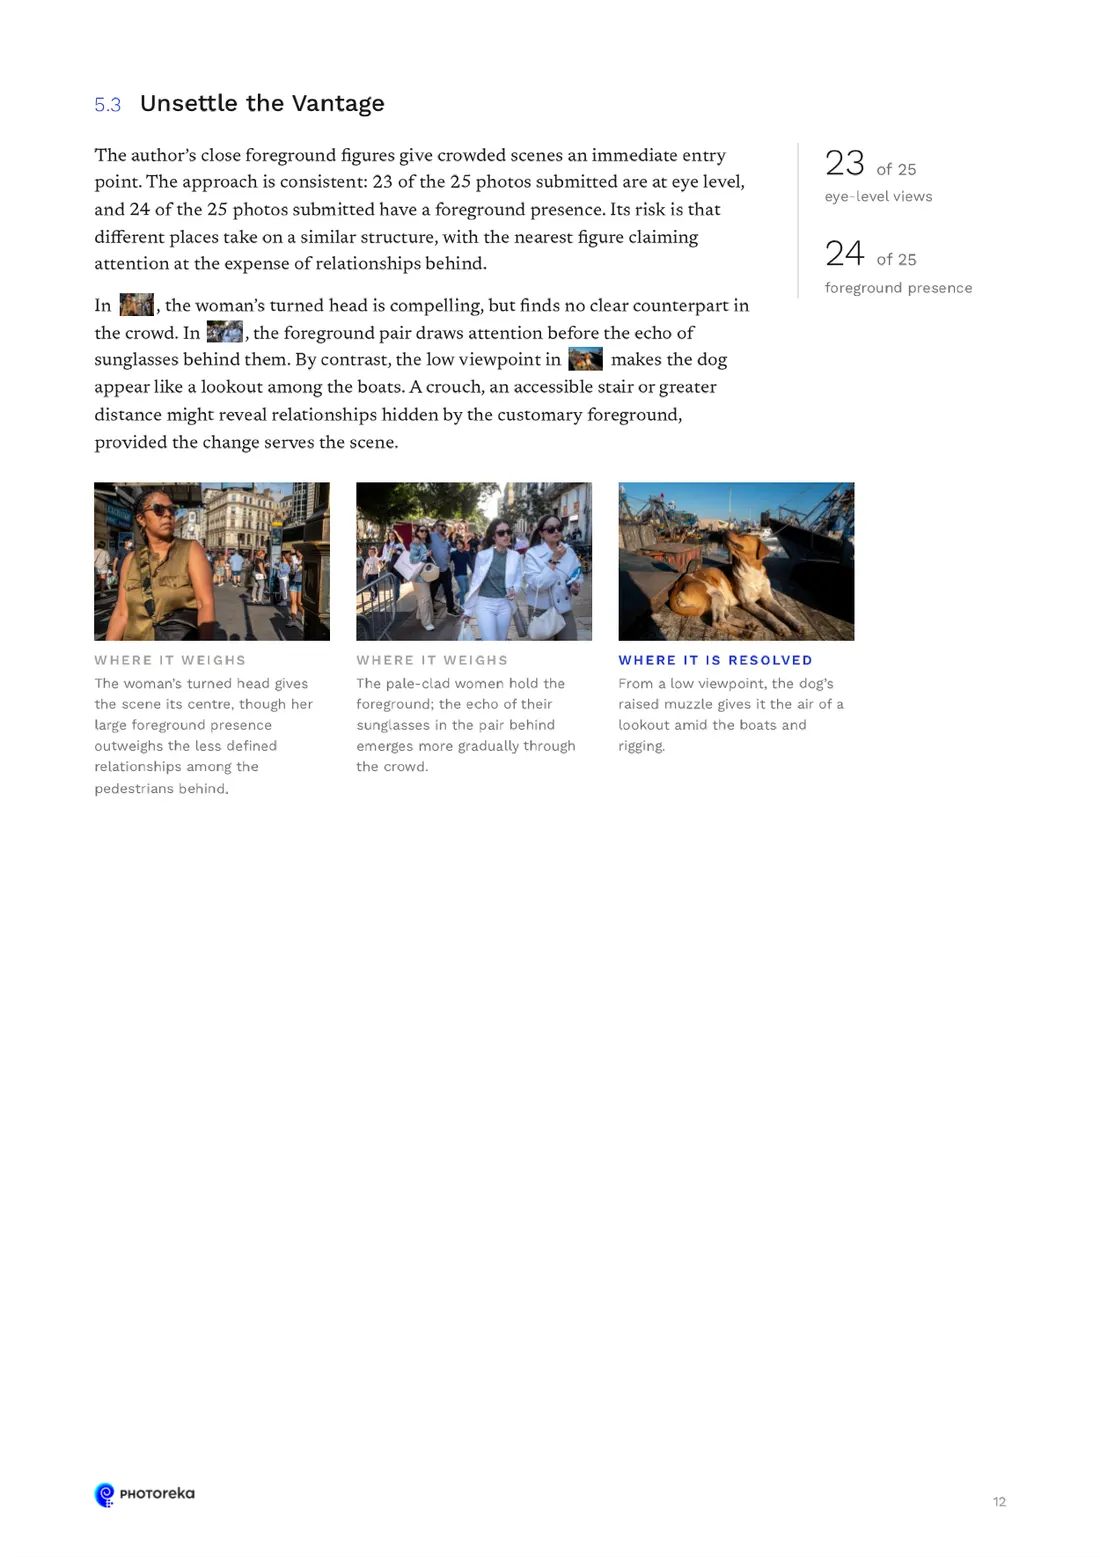 5.3 Unsettle the Vantage
The author’s close foreground figures give crowded scenes an immediate entry
point. The approach is consistent: 23 of the 25 photos submitted are at eye level,
and 24 of the 25 photos submitted have a foreground presence. Its risk is that
different places take on a similar structure, with the nearest figure claiming
attention at the expense of relationships behind.
In , the woman’s turned head is compelling, but finds no clear counterpart in
the crowd. In , the foreground pair draws attention before the echo of
sunglasses behind them. By contrast, the low viewpoint in makes the dog
appear like a lookout among the boats. A crouch, an accessible stair or greater
distance might reveal relationships hidden by the customary foreground,
provided the change serves the scene.
23 of 25
eye-level views
24 of 25
foreground presence
WHERE IT WEIGHS
The woman’s turned head gives
the scene its centre, though her
large foreground presence
outweighs the less defined
relationships among the
pedestrians behind.
WHERE IT WEIGHS
The pale-clad women hold the
foreground; the echo of their
sunglasses in the pair behind
emerges more gradually through
the crowd.
WHERE IT IS RESOLVED
From a low viewpoint, the dog’s
raised muzzle gives it the air of a
lookout amid the boats and
rigging.
PHOTOreka
12